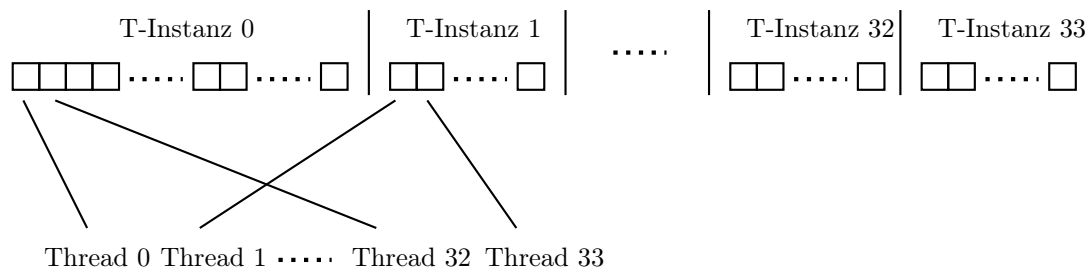 T-Instanz 0 T-Instanz 1 ..... T-Instanz 32 T-Instanz 33
Thread 0 Thread 1 ..... Thread 32 Thread 33